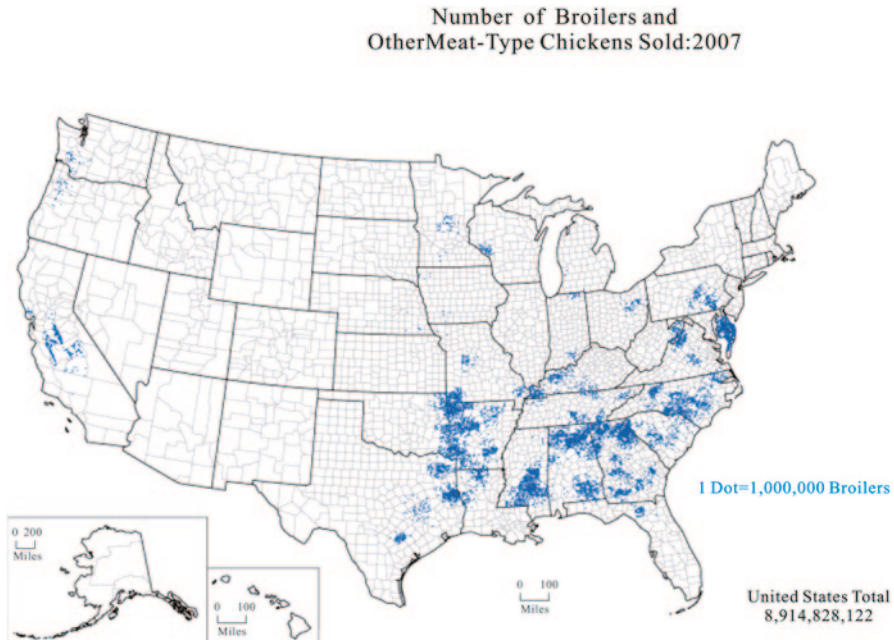 Number of Broilers and
OtherMeat-Type Chickens Sold:2007
1 Dot=1,000,000 Broilers
0 200
Miles
0 100
Miles
0 100
Miles
United States Total
8,914,828,122